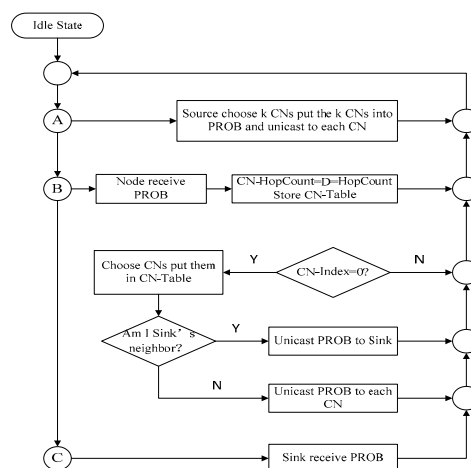 Idle State
A
Source choose k CNs put the k CNs into
PROB and unicast to each CN
B
Node receive
PROB
CN-HopCount=D=HopCount
Store CN-Table
Choose CNs put them
in CN-Table
Y
CN-Index=0?
N
Am I Sink's
neighbor?
Y
Unicast PROB to Sink
N
Unicast PROB to each
CN
C
Sink receive PROB